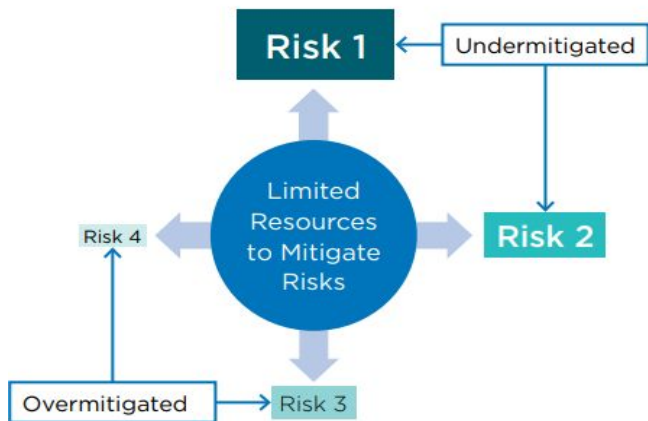 Risk 1
Undermitigated
Limited
Resources
to Mitigate
Risks
Risk 4
Risk 2
Overmitigated
Risk 3